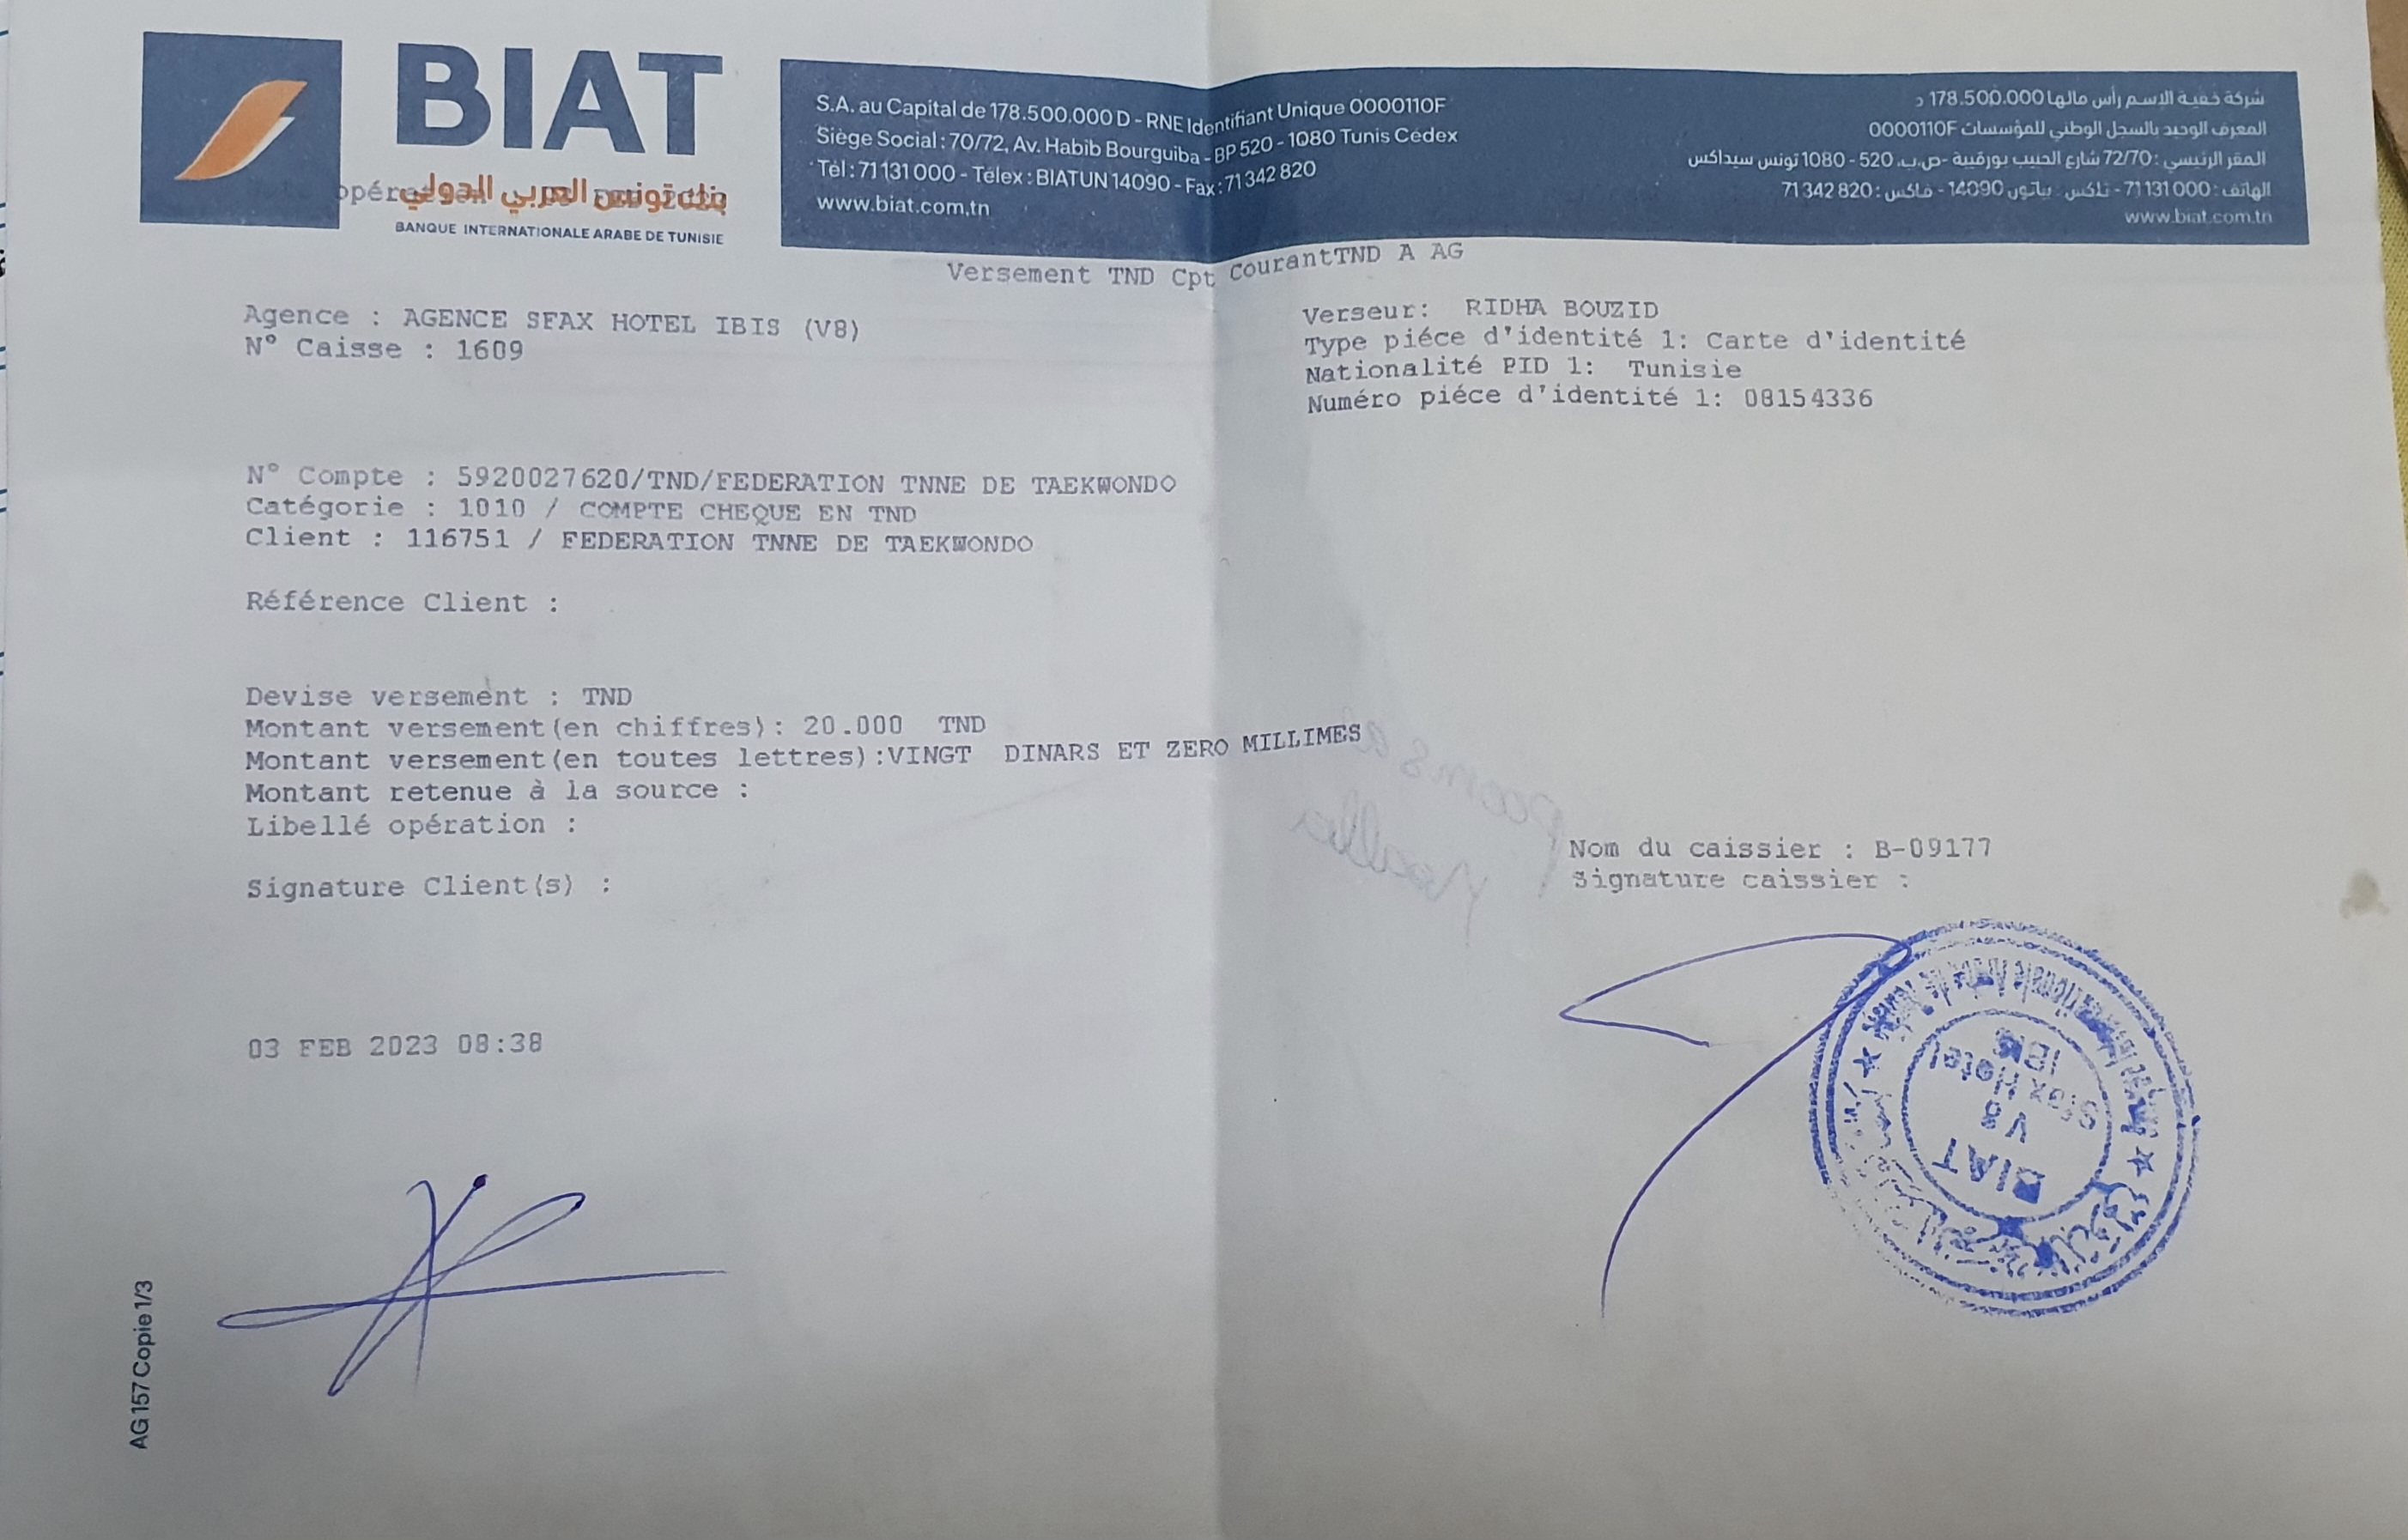 BIAT
بنك تونس العربي الدولي
BANQUE INTERNATIONALE ARABE DE TUNISIE
S.A. au Capital de 178.500.000 D - RNE Identifiant Unique 0000110F
Siège Social : 70/72, Av. Habib Bourguiba - BP 520 - 1080 Tunis Cedex
Tél : 71 131 000 - Télex : BIATUN 14090 - Fax : 71 342 820
www.biat.com.tn
شركة خفية الإسم رأس مالها 178.500.000 د
المعرف الوحيد بالسجل الوطني للمؤسسات 0000110F
المقر الرئيسي : 72/70 شارع الحبيب بورقيبة -ص.ب. 520 - 1080 تونس سيداكس
الهاتف : 71 131 000 - تلكس : بياتون 14090 - فاكس : 71 342 820
www.biat.com.tn
Versement TND Cpt CourantTND A AG
Agence : AGENCE SFAX HOTEL IBIS (V8)
N° Caisse : 1609
Verseur: RIDHA BOUZID
Type piéce d'identité 1: Carte d'identité
Nationalité PID 1: Tunisie
Numéro piéce d'identité 1: 08154336
N° Compte : 5920027620/TND/FEDERATION TNNE DE TAEKWONDO
Catégorie : 1010 / COMPTE CHEQUE EN TND
Client : 116751 / FEDERATION TNNE DE TAEKWONDO
Référence Client :
Devise versement : TND
Montant versement(en chiffres): 20.000 TND
Montant versement(en toutes lettres):VINGT DINARS ET ZERO MILLIMES
Montant retenue à la source :
Libellé opération :
Signature Client(s) :
Nom du caissier : B-09177
Signature caissier :
03 FEB 2023 08:38
BIAT
V8
Sfax Hotel
IBIS
AG 157 Copie 1/3